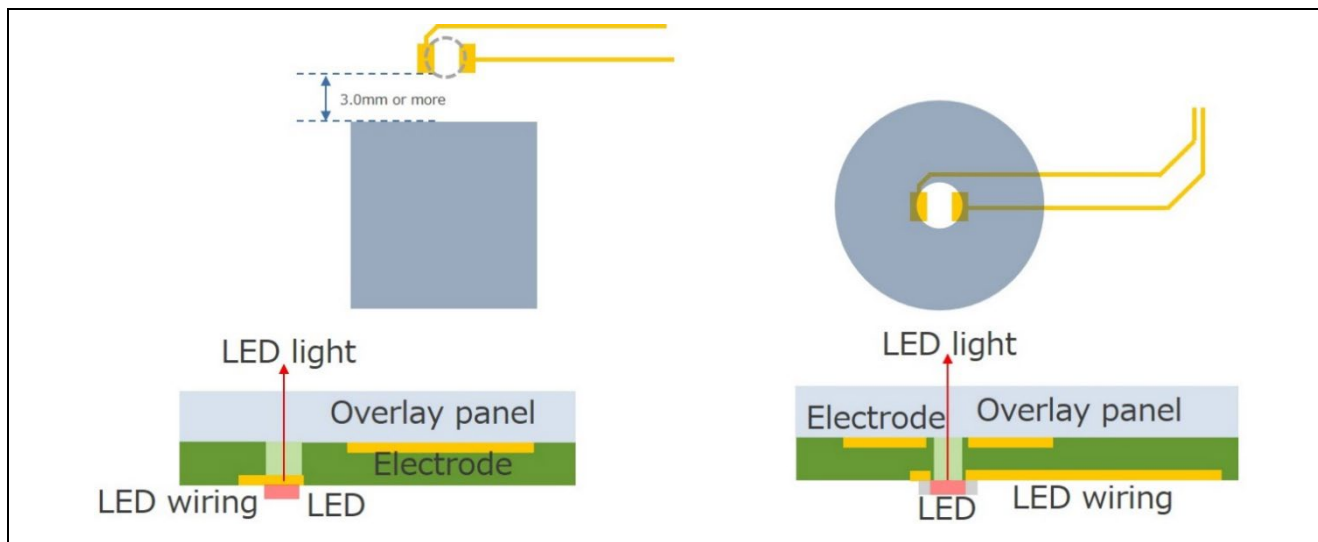 3.0mm or more
LED light
Overlay panel
Electrode
LED wiring
LED
LED light
Electrode
Overlay panel
LED
LED wiring